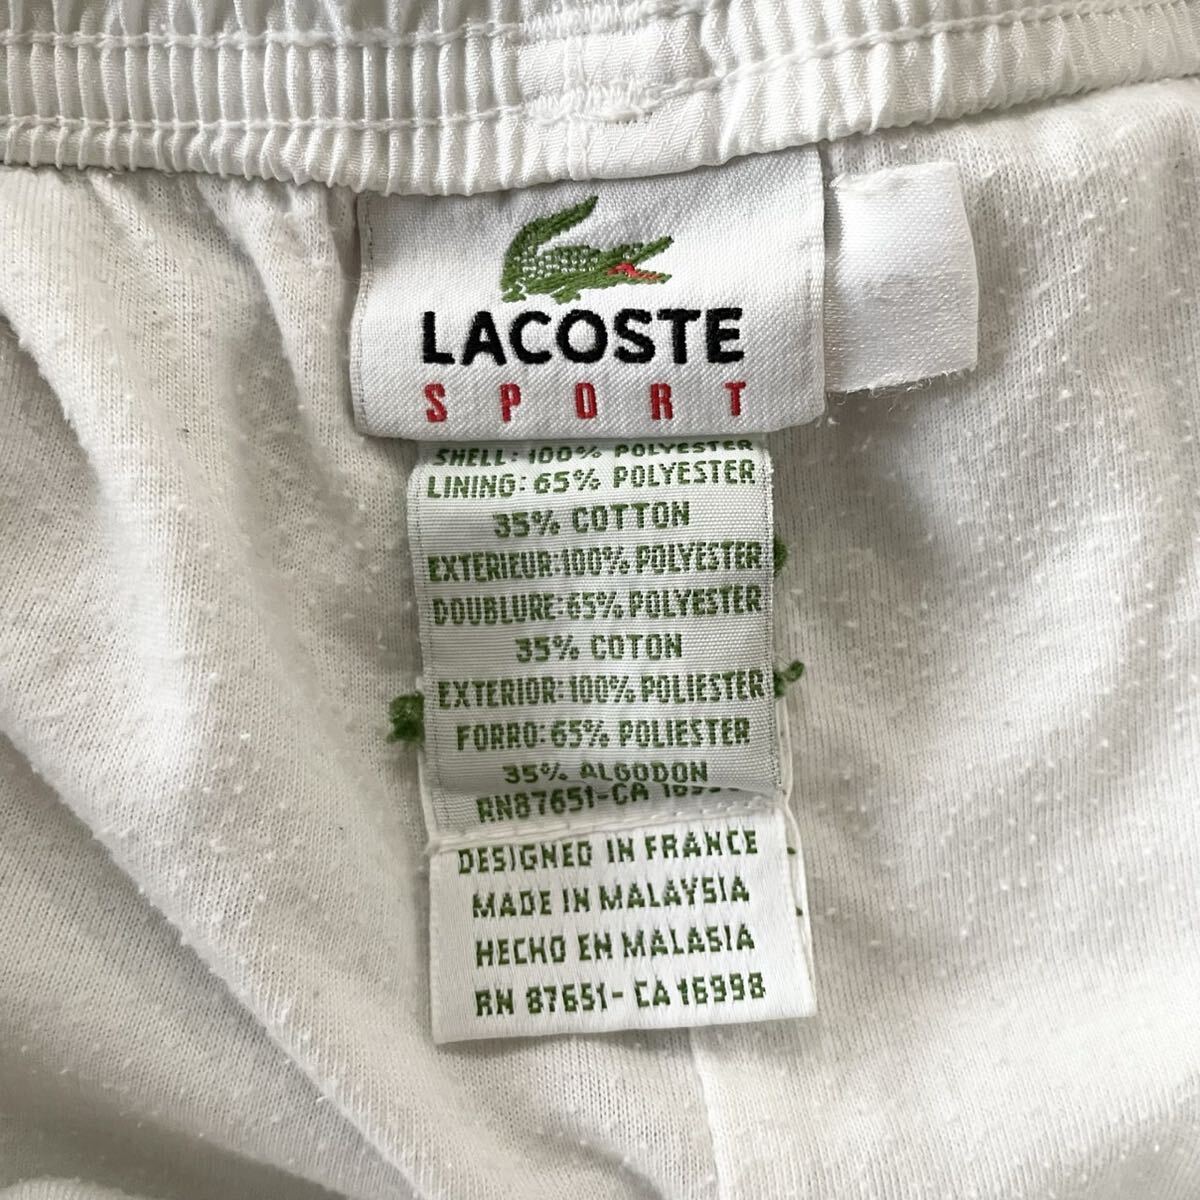 LACOSTE
SPORT
SHELL: 100% POLYESTER
LINING: 65% POLYESTER
35% COTTON
EXTERIEUR:100% POLYESTER
DOUBLURE: 65% POLYESTER
35% COTON
EXTERIOR: 100% POLIESTER
FORRO: 65% POLIESTER
35% ALGODON
RN87651-CA
DESIGNED IN FRANCE
MADE IN MALAYSIA
HECHO EN MALASIA
RN 87651- CA 16998